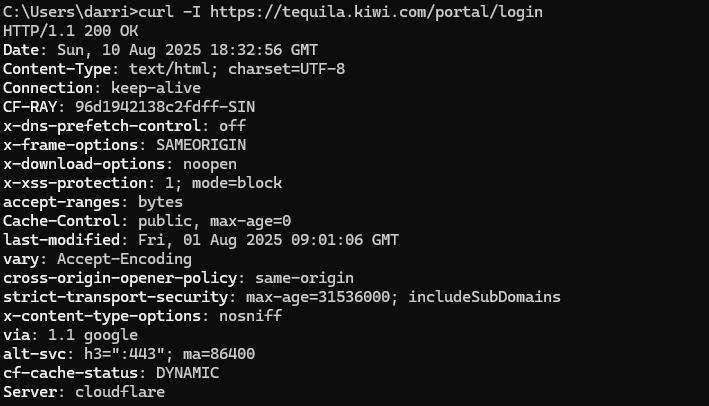 C:\Users\darri>curl -I https://tequila.kiwi.com/portal/login
HTTP/1.1 200 OK
Date: Sun, 10 Aug 2025 18:32:56 GMT
Content-Type: text/html; charset=UTF-8
Connection: keep-alive
CF-RAY: 96d1942138c2fdff-SIN
x-dns-prefetch-control: off
x-frame-options: SAMEORIGIN
x-download-options: noopen
x-xss-protection: 1; mode=block
accept-ranges: bytes
Cache-Control: public, max-age=0
last-modified: Fri, 01 Aug 2025 09:01:06 GMT
vary: Accept-Encoding
cross-origin-opener-policy: same-origin
strict-transport-security: max-age=31536000; includeSubDomains
x-content-type-options: nosniff
via: 1.1 google
alt-svc: h3=":443"; ma=86400
cf-cache-status: DYNAMIC
Server: cloudflare